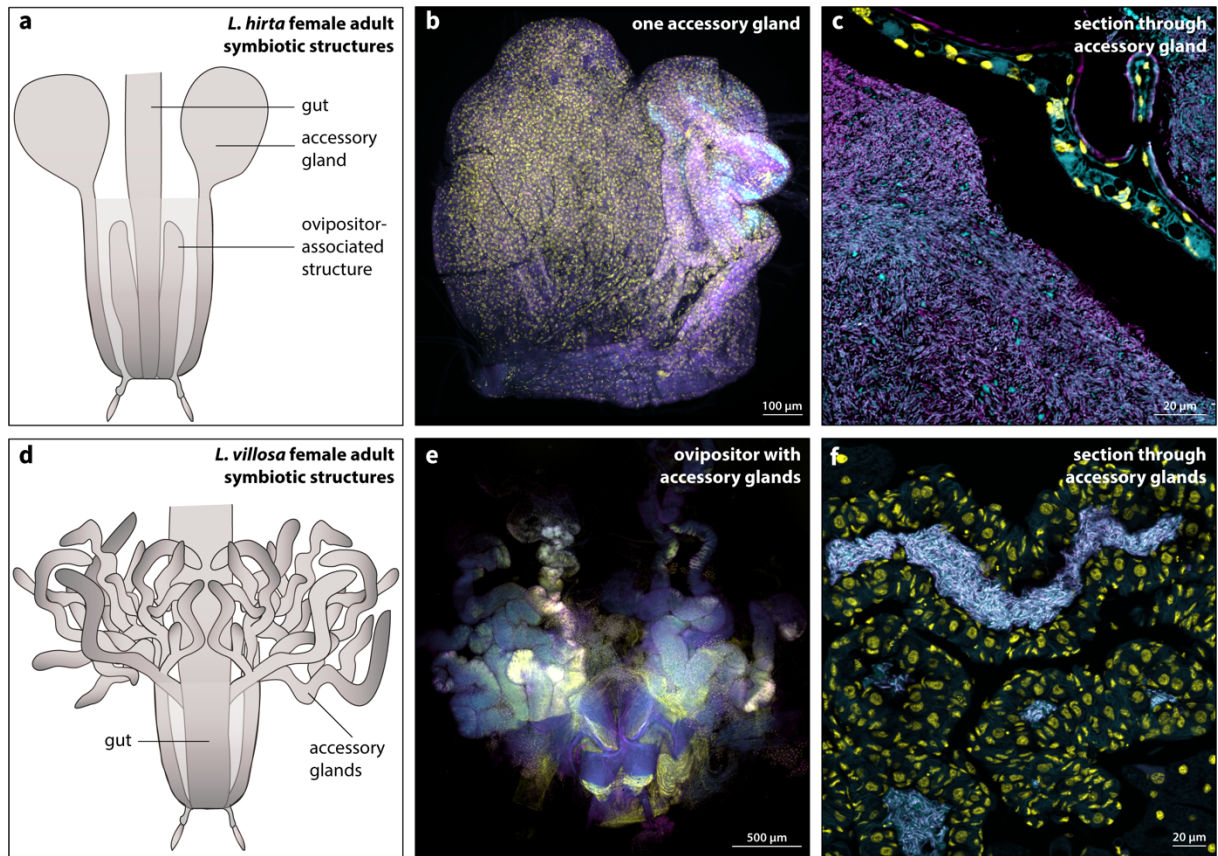 a
L. hirta female adult
symbiotic structures
gut
accessory
gland
ovipositor-
associated
structure
b
one accessory gland
100 µm
c
section through
accessory gland
20 µm
d
L. villosa female adult
symbiotic structures
gut
accessory
glands
e
ovipositor with
accessory glands
500 µm
f
section through
accessory glands
20 µm